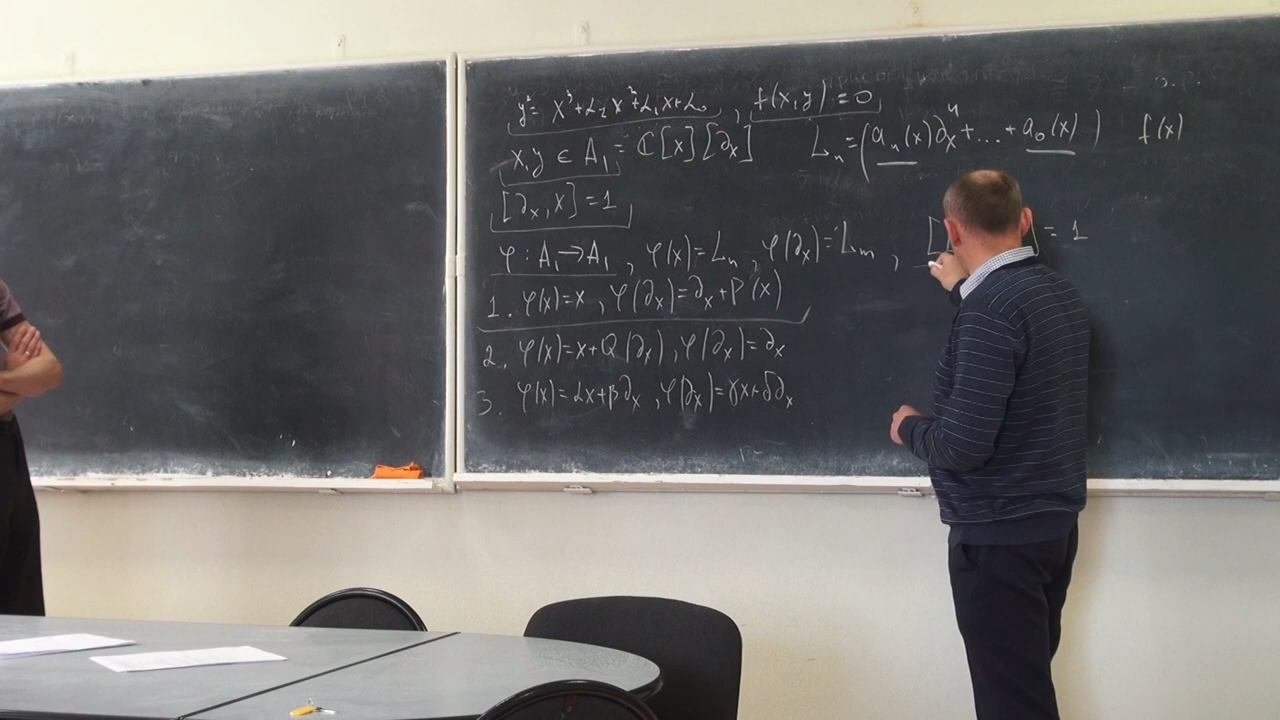 y² = x³+α₂x²+α₁x+α₀, f(x,y)=0,
x,y ∈ A₁ = ℂ[x][∂ₓ] Lₙ=(aₙ(x)∂ₓⁿ+...+a₀(x)) f(x)
[∂ₓ,x]=1
φ: A₁→A₁, φ(x)=Lₙ, φ(∂ₓ)=Lₘ, [ ] = 1
1. φ(x)=x, φ(∂ₓ)=∂ₓ+P(x)
2. φ(x)=x+Q(∂ₓ), φ(∂ₓ)=∂ₓ
3. φ(x)=αx+β∂ₓ, φ(∂ₓ)=γx+δ∂ₓ